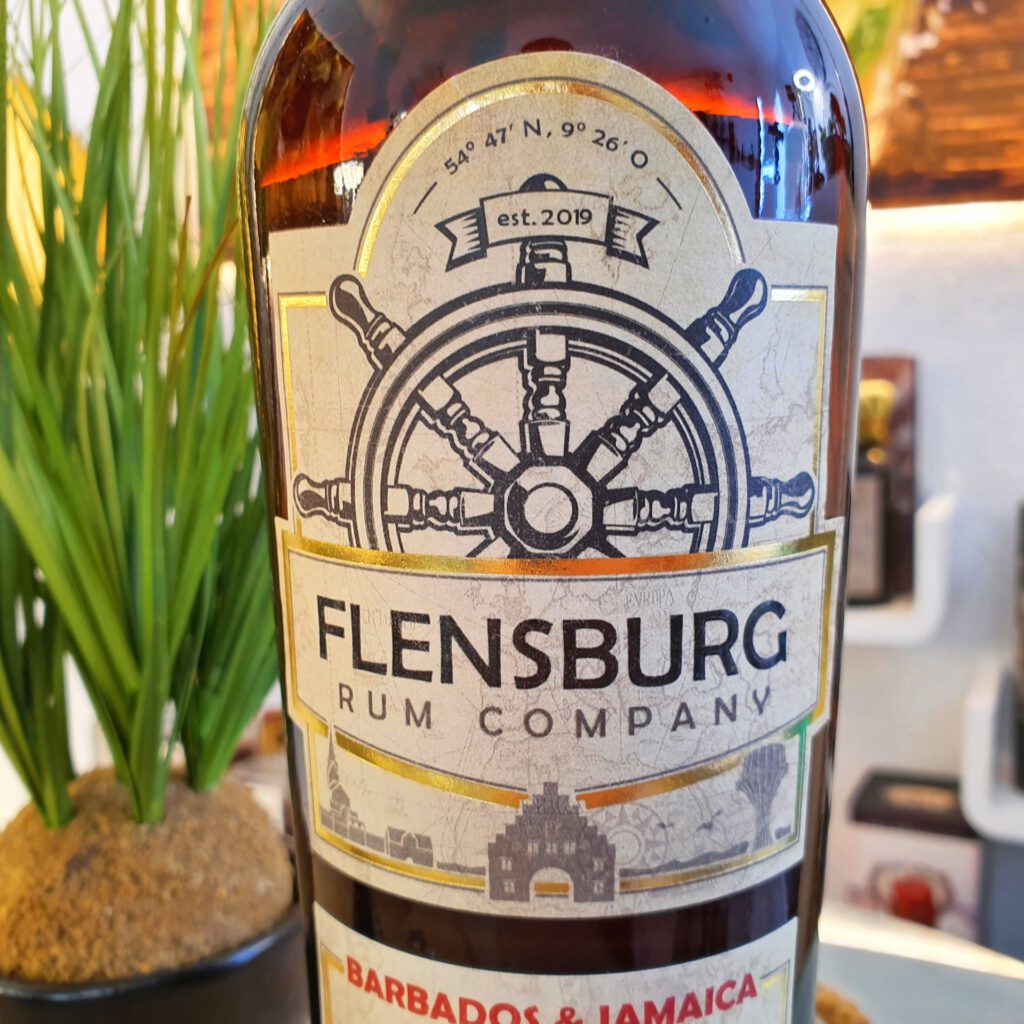 54° 47' N, 9° 26' O
est. 2019
FLENSBURG
RUM COMPANY
BARBADOS & JAMAICA